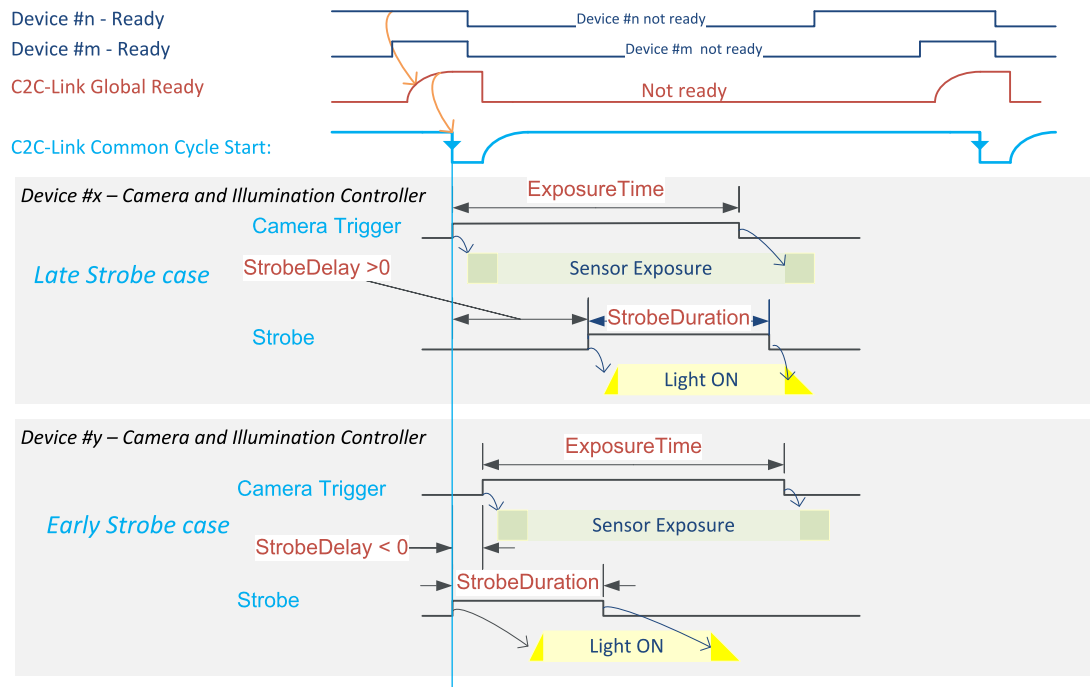 Device #n - Ready
Device #n not ready
Device #m - Ready
Device #m  not ready
C2C-Link Global Ready
Not ready
C2C-Link Common Cycle Start:
Device #x – Camera and Illumination Controller
ExposureTime
Camera Trigger
Late Strobe case
StrobeDelay >0
Sensor Exposure
StrobeDuration
Strobe
Light ON
Device #y – Camera and Illumination Controller
ExposureTime
Camera Trigger
Early Strobe case
Sensor Exposure
StrobeDelay < 0
StrobeDuration
Strobe
Light ON